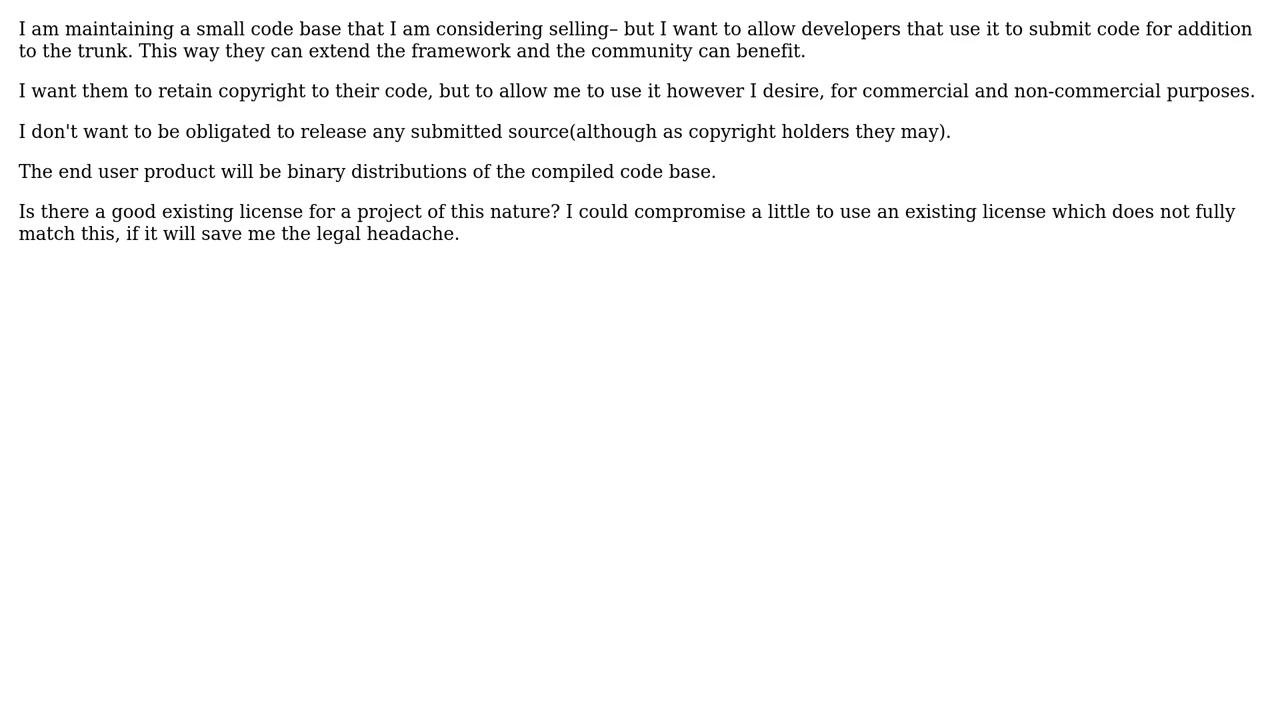 I am maintaining a small code base that I am considering selling– but I want to allow developers that use it to submit code for addition
to the trunk. This way they can extend the framework and the community can benefit.
I want them to retain copyright to their code, but to allow me to use it however I desire, for commercial and non-commercial purposes.
I don't want to be obligated to release any submitted source(although as copyright holders they may).
The end user product will be binary distributions of the compiled code base.
Is there a good existing license for a project of this nature? I could compromise a little to use an existing license which does not fully
match this, if it will save me the legal headache.